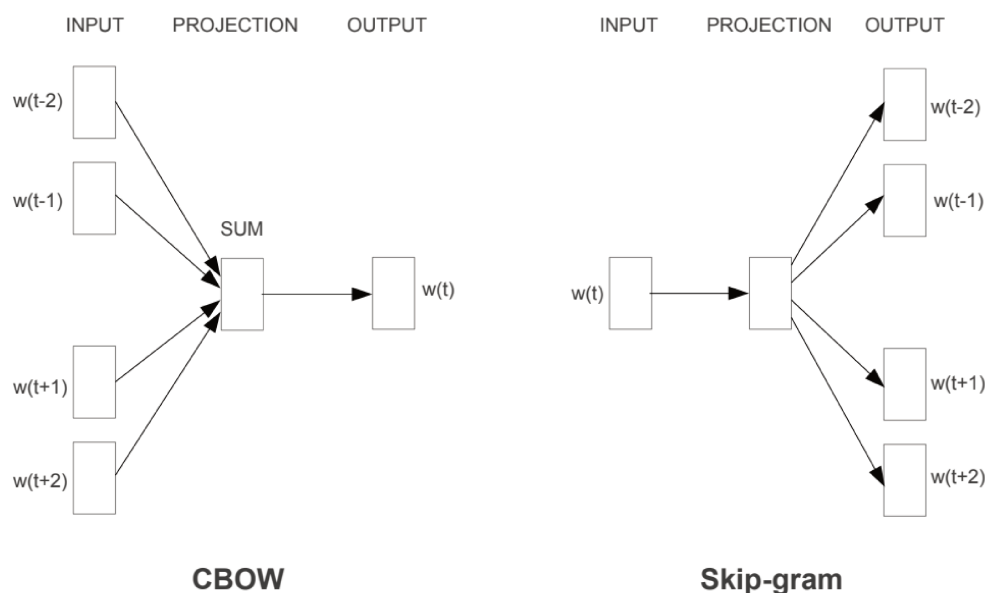 INPUT PROJECTION OUTPUT
w(t-2)
w(t-1)
SUM
w(t)
w(t+1)
w(t+2)
CBOW
INPUT PROJECTION OUTPUT
w(t-2)
w(t-1)
w(t)
w(t+1)
w(t+2)
Skip-gram